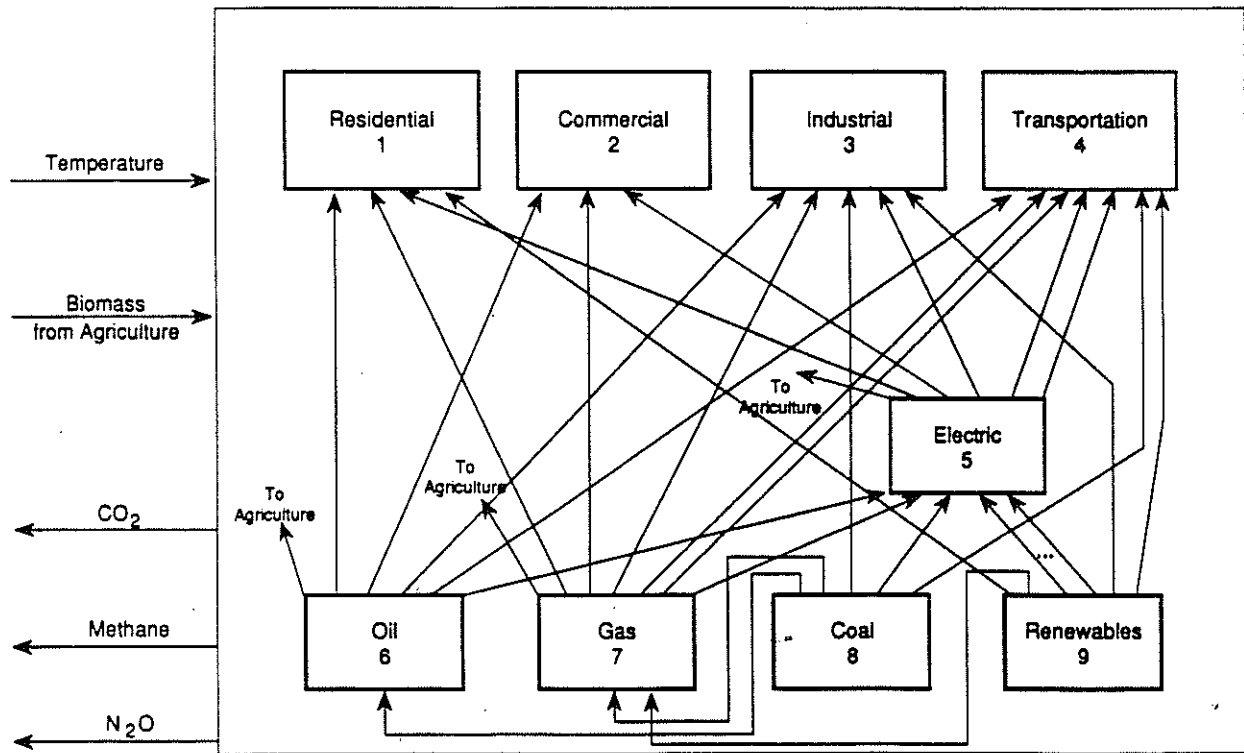 Residential
1
Commercial
2
Industrial
3
Transportation
4
Temperature
Biomass
from Agriculture
To
Agriculture
Electric
5
To
Agriculture
To
Agriculture
CO₂
...
Oil
6
Gas
7
Coal
8
Renewables
9
Methane
N₂O